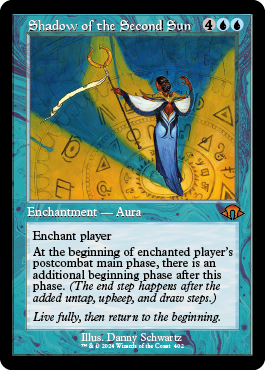 Shadow of the Second Sun 4
Enchantment — Aura
Enchant player
At the beginning of enchanted player's
postcombat main phase, there is an
additional beginning phase after this
phase. (The end step happens after the
added untap, upkeep, and draw steps.)
Live fully, then return to the beginning.
Illus. Danny Schwartz
™ & © 2024 Wizards of the Coast 402